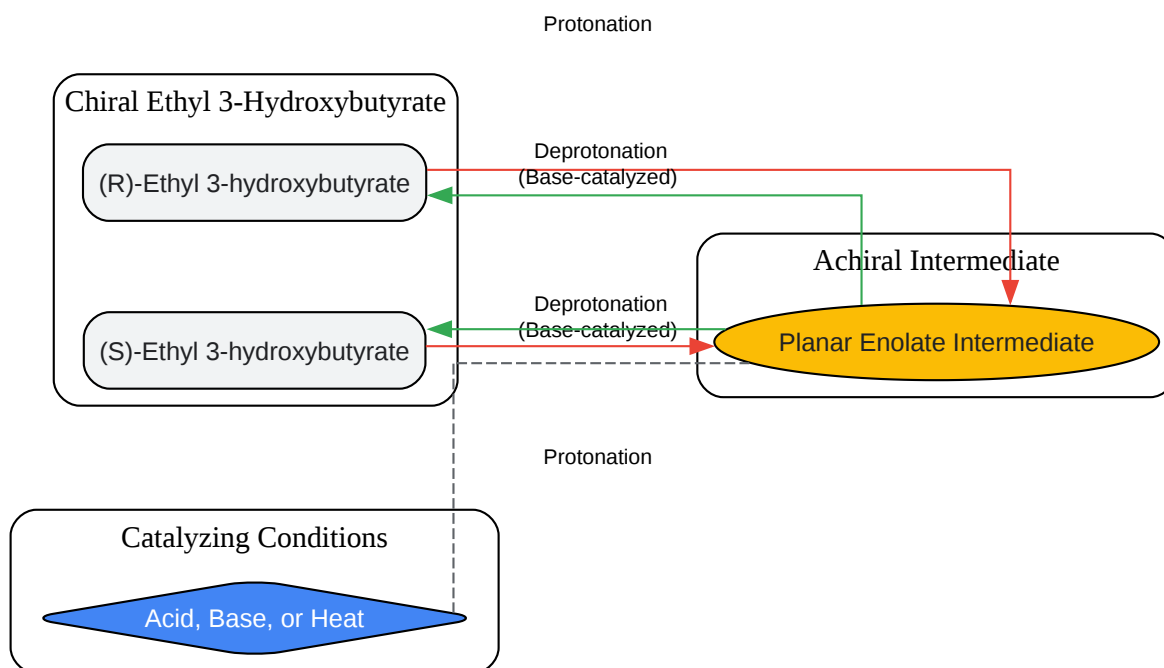 Protonation
Chiral Ethyl 3-Hydroxybutyrate
Deprotonation
(Base-catalyzed)
(R)-Ethyl 3-hydroxybutyrate
Achiral Intermediate
Deprotonation
(Base-catalyzed)
(S)-Ethyl 3-hydroxybutyrate
Planar Enolate Intermediate
Protonation
Catalyzing Conditions
Acid, Base, or Heat